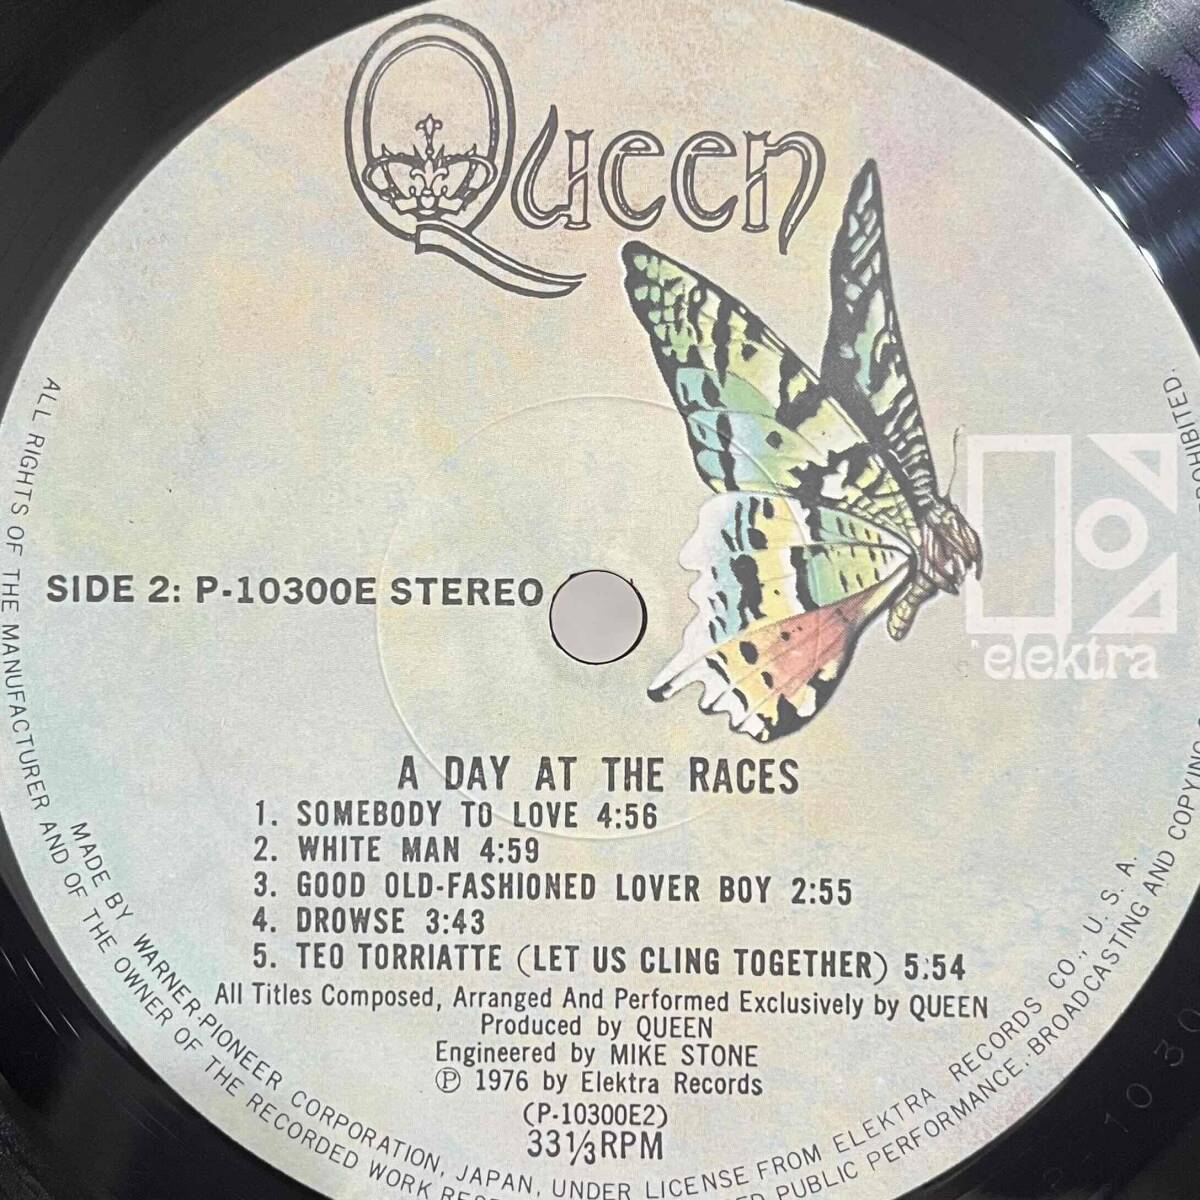 Queen
elektra
SIDE 2: P-10300E STEREO
A DAY AT THE RACES
1. SOMEBODY TO LOVE 4:56
2. WHITE MAN 4:59
3. GOOD OLD-FASHIONED LOVER BOY 2:55
4. DROWSE 3:43
5. TEO TORRIATTE (LET US CLING TOGETHER) 5:54
All Titles Composed, Arranged And Performed Exclusively by QUEEN
Produced by QUEEN
Engineered by MIKE STONE
Ⓟ 1976 by Elektra Records
(P-10300E2)
33⅓RPM
MADE BY WARNER-PIONEER CORPORATION, JAPAN, UNDER LICENSE FROM ELEKTRA RECORDS CO., U. S. A.
ALL RIGHTS OF THE MANUFACTURER AND OF THE OWNER OF THE RECORDED WORK PUBLIC PERFORMANCE, BROADCASTING AND COPYING